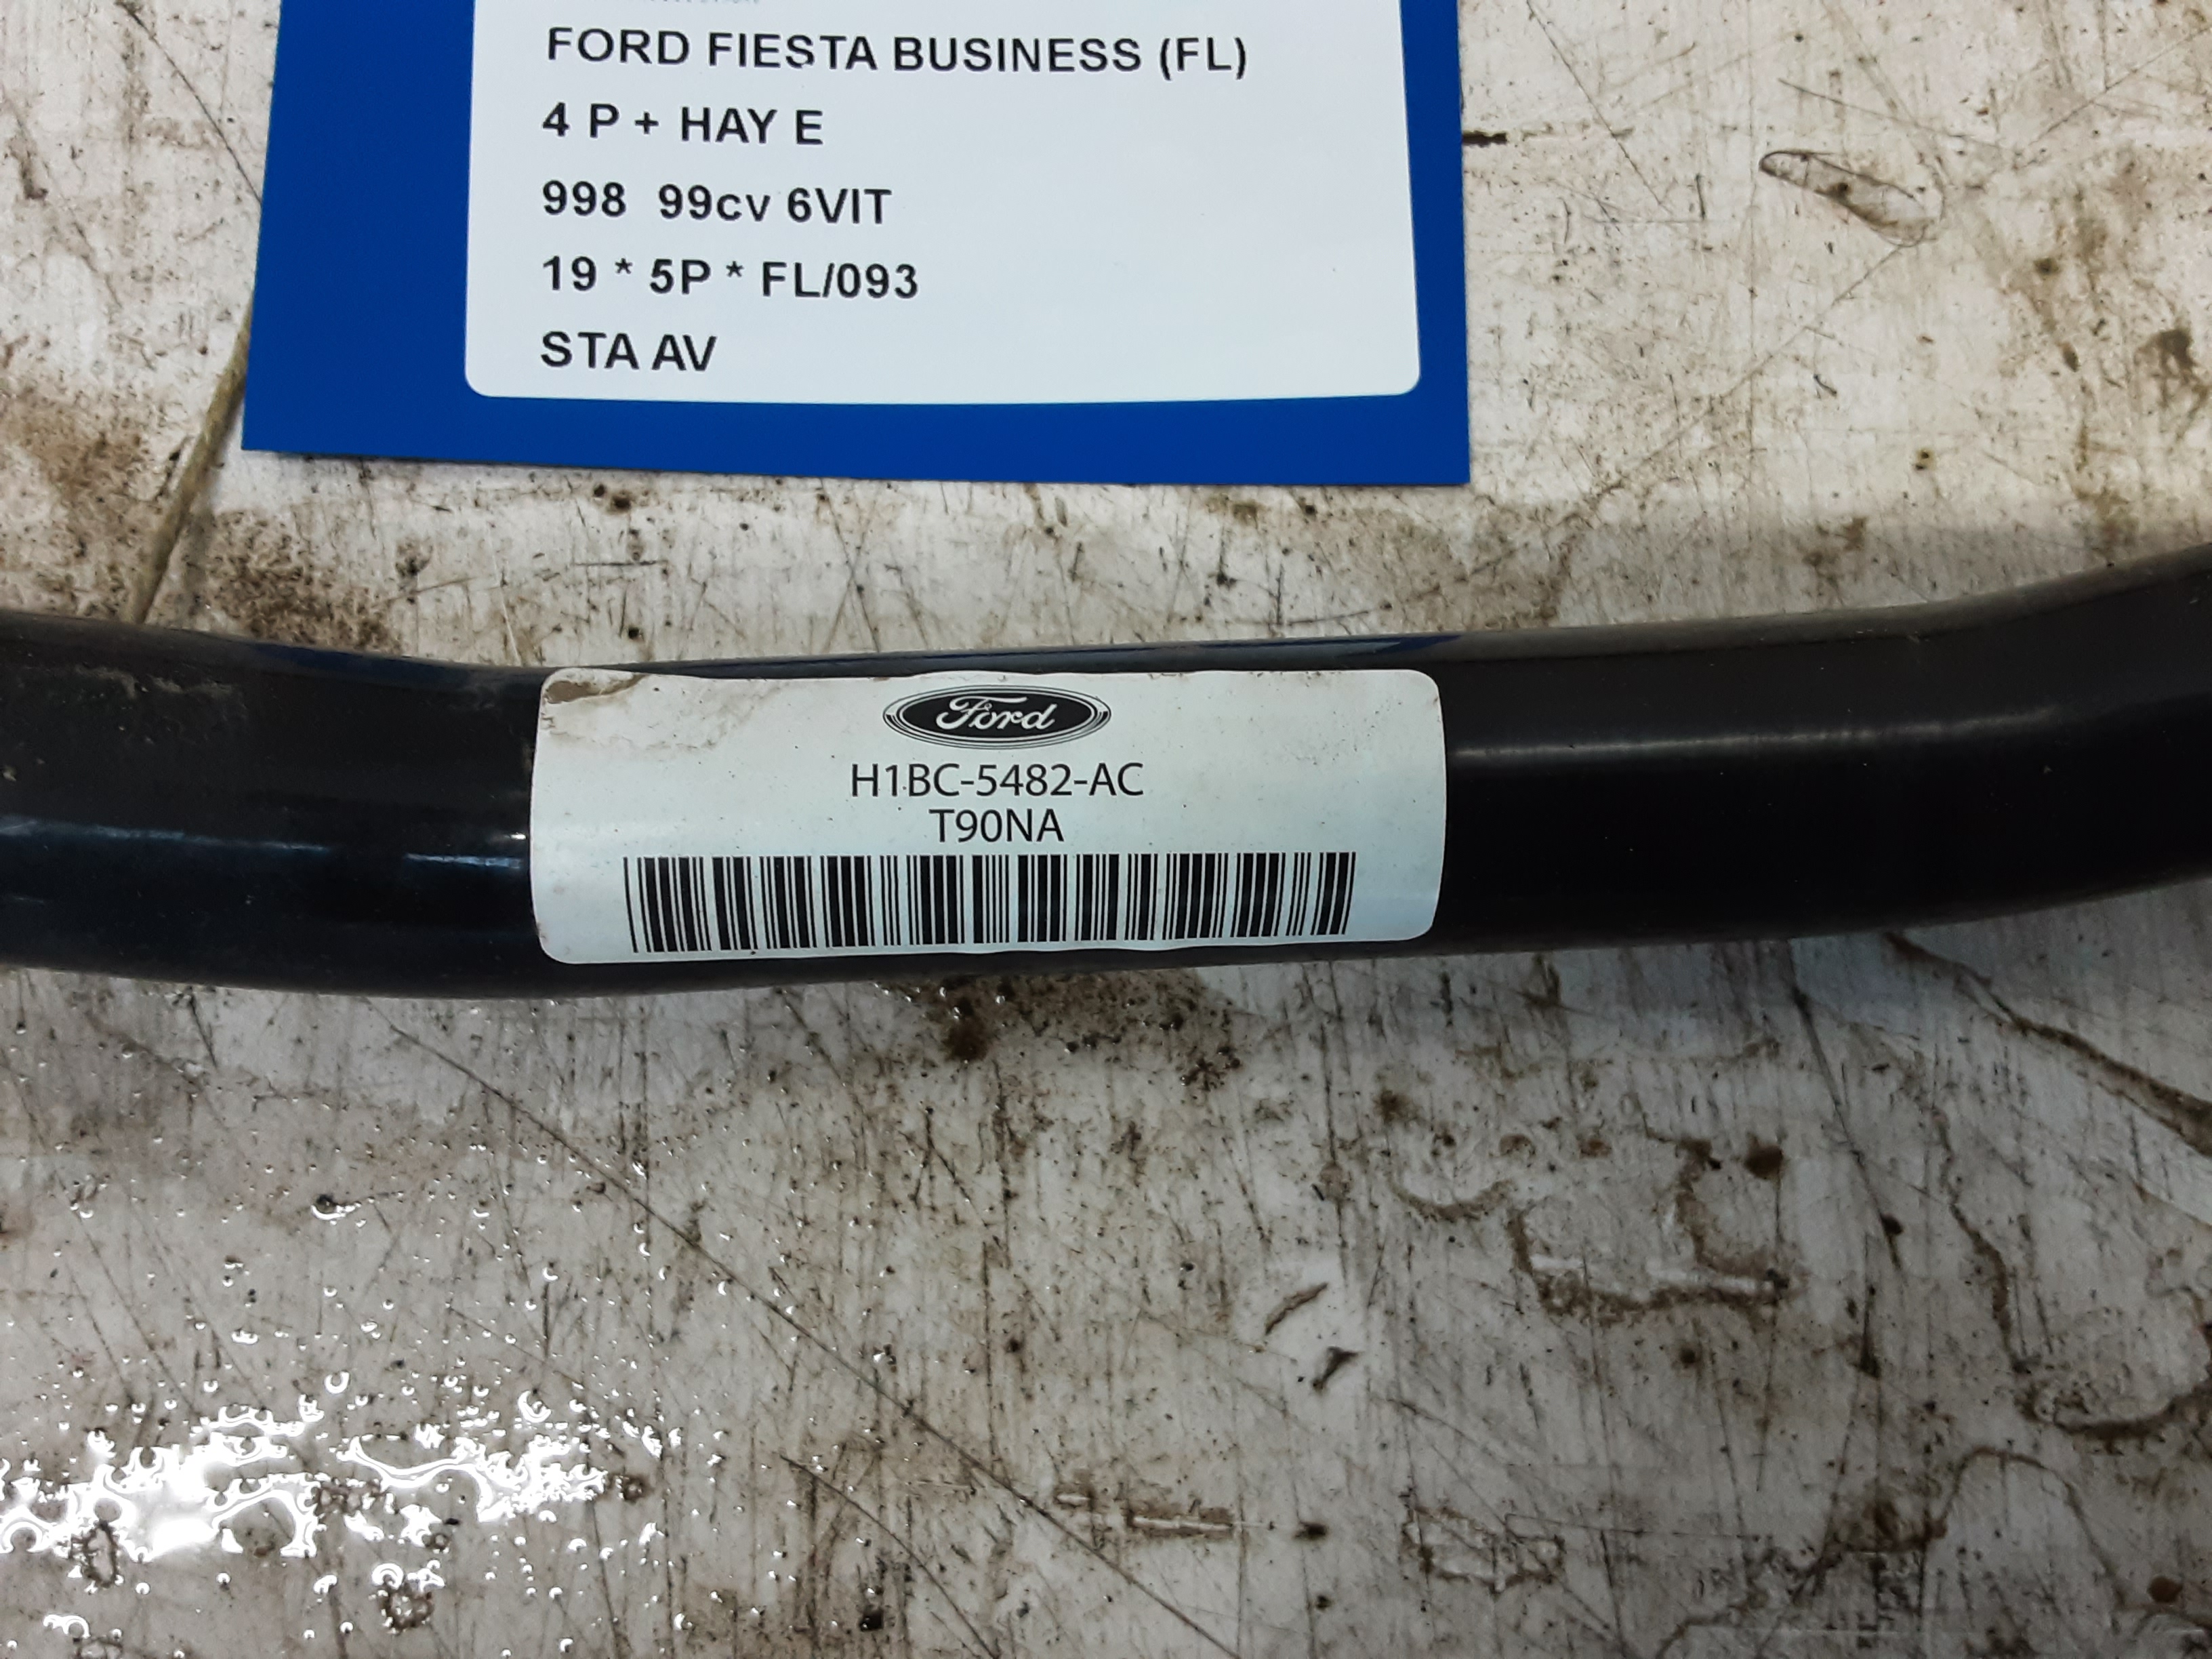 FORD FIESTA BUSINESS (FL)
4 P + HAY E
998 99cv 6VIT
19 * 5P * FL/093
STA AV
Ford
H1BC-5482-AC
T90NA